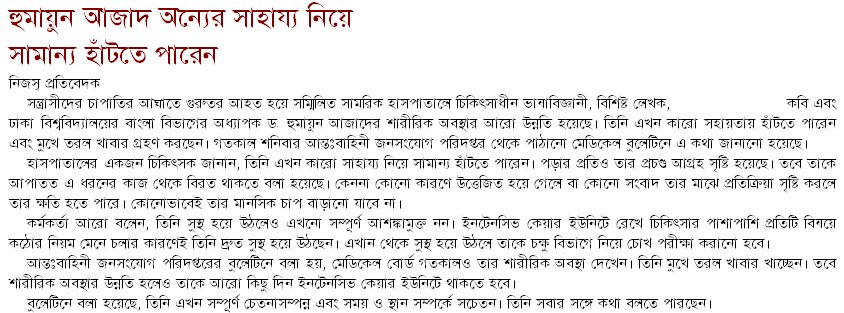 হুমায়ুন আজাদ অন্যের সাহায্য নিয়ে
সামান্য হাঁটতে পারেন
নিজস্ব প্রতিবেদক
সন্ত্রাসীদের চাপাতির আঘাতে গুরুতর আহত হয়ে সম্মিলিত সামরিক হাসপাতালে চিকিৎসাধীন ভাষাবিজ্ঞানী, বিশিষ্ট লেখক, কবি এবং
ঢাকা বিশ্ববিদ্যালয়ের বাংলা বিভাগের অধ্যাপক ড. হুমায়ুন আজাদের শারীরিক অবস্থার আরো উন্নতি হয়েছে। তিনি এখন কারো সহায়তায় হাঁটতে পারেন
এবং মুখে তরল খাবার গ্রহণ করছেন। গতকাল শনিবার আন্তঃবাহিনী জনসংযোগ পরিদপ্তর থেকে পাঠানো মেডিকেল বুলেটিনে এ কথা জানানো হয়েছে।
হাসপাতালের একজন চিকিৎসক জানান, তিনি এখন কারো সাহায্য নিয়ে সামান্য হাঁটতে পারেন। পড়ার প্রতিও তার প্রচণ্ড আগ্রহ সৃষ্টি হয়েছে। তবে তাকে
আপাতত এ ধরনের কাজ থেকে বিরত থাকতে বলা হয়েছে। কেননা কোনো কারণে উত্তেজিত হয়ে গেলে বা কোনো সংবাদ তার মাঝে প্রতিক্রিয়া সৃষ্টি করলে
তার ক্ষতি হতে পারে। কোনোভাবেই তার মানসিক চাপ বাড়ানো যাবে না।
কর্মকর্তা আরো বলেন, তিনি সুস্থ হয়ে উঠলেও এখনো সম্পূর্ণ আশঙ্কামুক্ত নন। ইনটেনসিভ কেয়ার ইউনিটে রেখে চিকিৎসার পাশাপাশি প্রতিটি বিষয়ে
কঠোর নিয়ম মেনে চলার কারণেই তিনি দ্রুত সুস্থ হয়ে উঠছেন। এখান থেকে সুস্থ হয়ে উঠলে তাকে চক্ষু বিভাগে নিয়ে চোখ পরীক্ষা করানো হবে।
আন্তঃবাহিনী জনসংযোগ পরিদপ্তরের বুলেটিনে বলা হয়, মেডিকেল বোর্ড গতকালও তার শারীরিক অবস্থা দেখেন। তিনি মুখে তরল খাবার খাচ্ছেন। তবে
শারীরিক অবস্থার উন্নতি হলেও তাকে আরো কিছু দিন ইনটেনসিভ কেয়ার ইউনিটে থাকতে হবে।
বুলেটিনে বলা হয়েছে, তিনি এখন সম্পূর্ণ চেতনাসম্পন্ন এবং সময় ও স্থান সম্পর্কে সচেতন। তিনি সবার সঙ্গে কথা বলতে পারছেন।